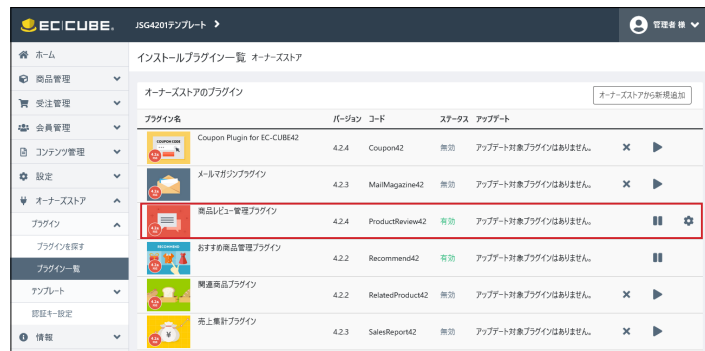 EC CUBE®
JSG4201テンプレート
管理者 様
ホーム
商品管理
受注管理
会員管理
コンテンツ管理
設定
オーナーズストア
プラグイン
プラグインを探す
プラグイン一覧
テンプレート
認証キー設定
情報
インストールプラグイン一覧 オーナーズストア
オーナーズストアのプラグイン
オーナーズストアから新規追加
プラグイン名 バージョン コード ステータス アップデート
COUPON CODE
Coupon Plugin for EC-CUBE42 4.2.4 Coupon42 無効 アップデート対象プラグインはありません。
メールマガジンプラグイン 4.2.3 MailMagazine42 無効 アップデート対象プラグインはありません。
商品レビュー管理プラグイン 4.2.4 ProductReview42 有効 アップデート対象プラグインはありません。
RECOMMEND
おすすめ商品管理プラグイン 4.2.2 Recommend42 有効 アップデート対象プラグインはありません。
関連商品プラグイン 4.2.2 RelatedProduct42 無効 アップデート対象プラグインはありません。
売上集計プラグイン 4.2.3 SalesReport42 無効 アップデート対象プラグインはありません。